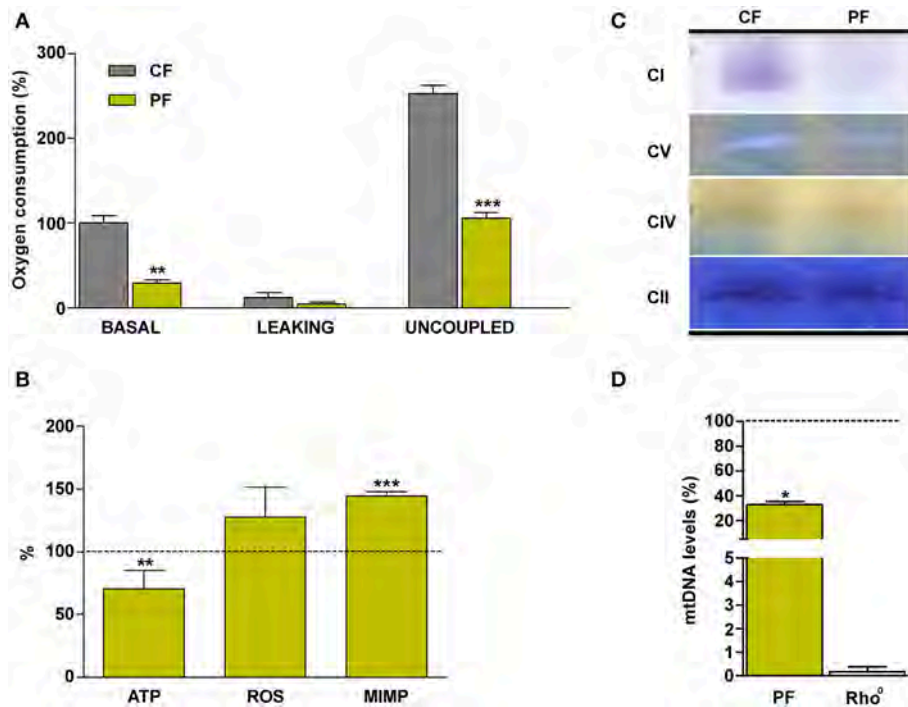 A
Oxygen consumption (%)
300
200
100
0
CF
PF
**
***
BASAL LEAKING UNCOUPLED
B
%
200
150
100
50
0
**
***
ATP ROS MIMP
C
CF PF
CI
CV
CIV
CII
D
mtDNA levels (%)
100
80
60
40
20
5
4
3
2
1
0
*
PF Rho⁰